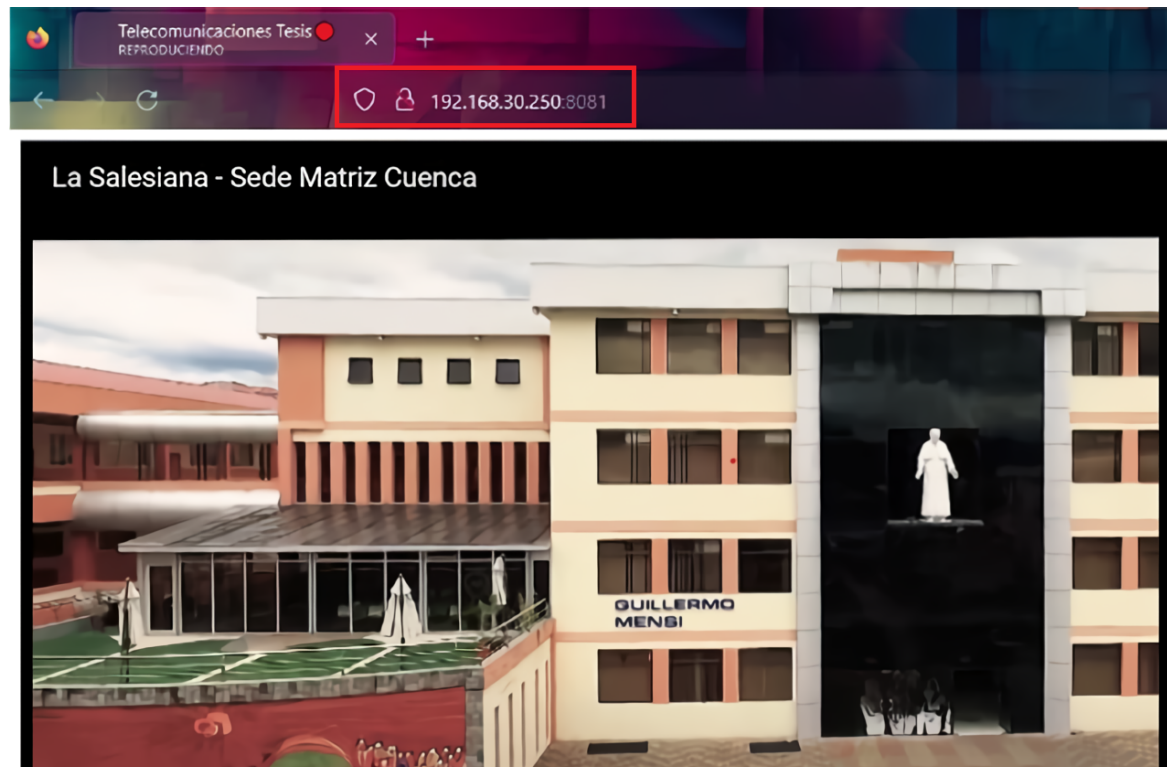 Telecomunicaciones Tesis
REPRODUCIENDO
192.168.30.250:8081
La Salesiana - Sede Matriz Cuenca
GUILLERMO
MENSI